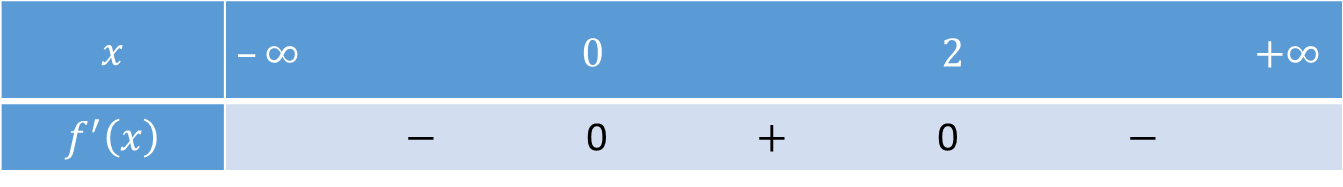 x – ∞ 0 2 +∞
f′(x) − 0 + 0 −